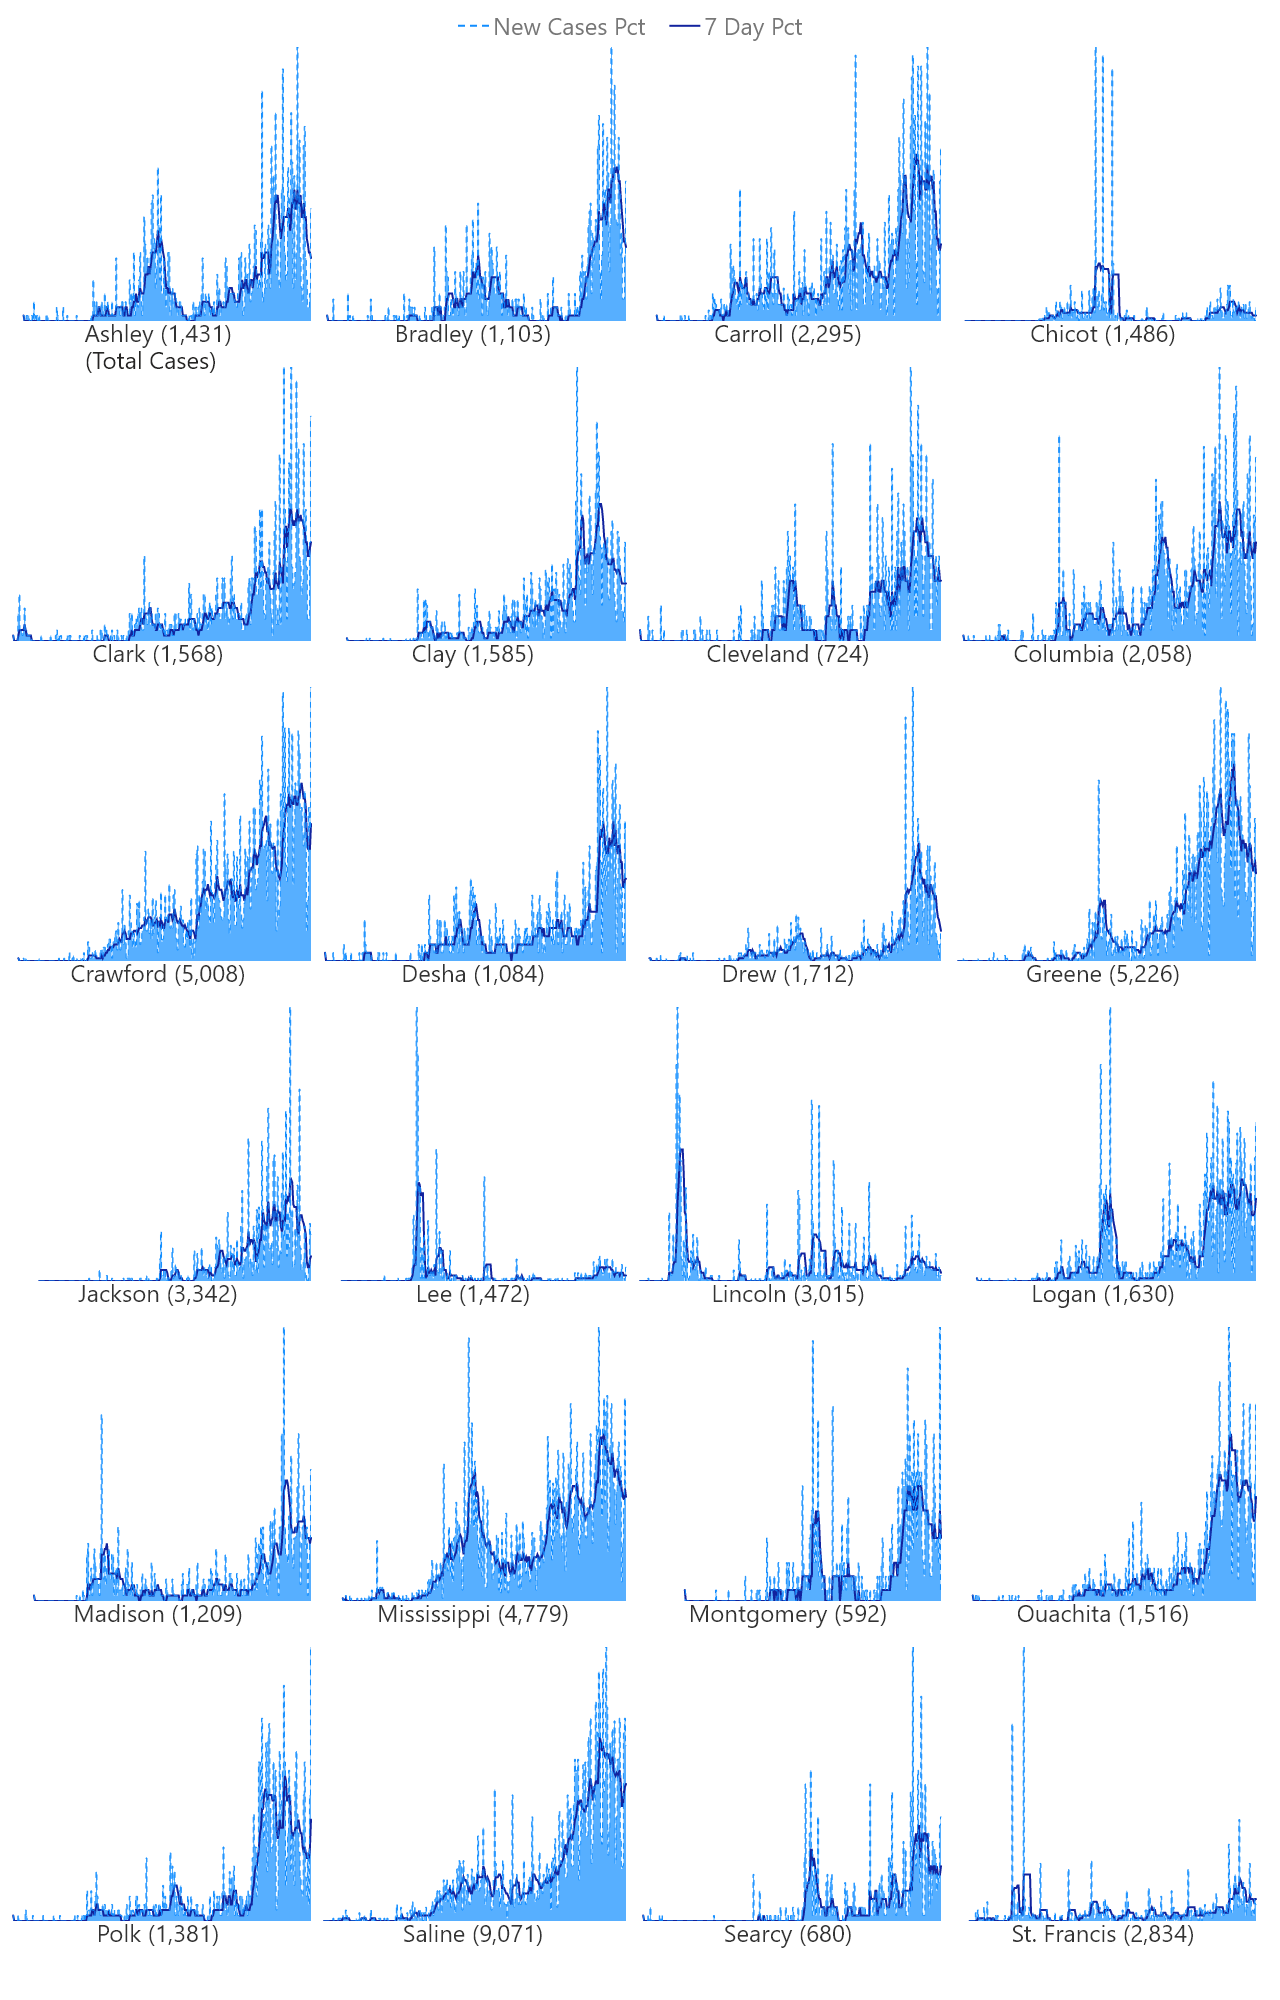 New Cases Pct 7 Day Pct
Ashley (1,431) Bradley (1,103) Carroll (2,295) Chicot (1,486)
(Total Cases)
Clark (1,568) Clay (1,585) Cleveland (724) Columbia (2,058)
Crawford (5,008) Desha (1,084) Drew (1,712) Greene (5,226)
Jackson (3,342) Lee (1,472) Lincoln (3,015) Logan (1,630)
Madison (1,209) Mississippi (4,779) Montgomery (592) Ouachita (1,516)
Polk (1,381) Saline (9,071) Searcy (680) St. Francis (2,834)